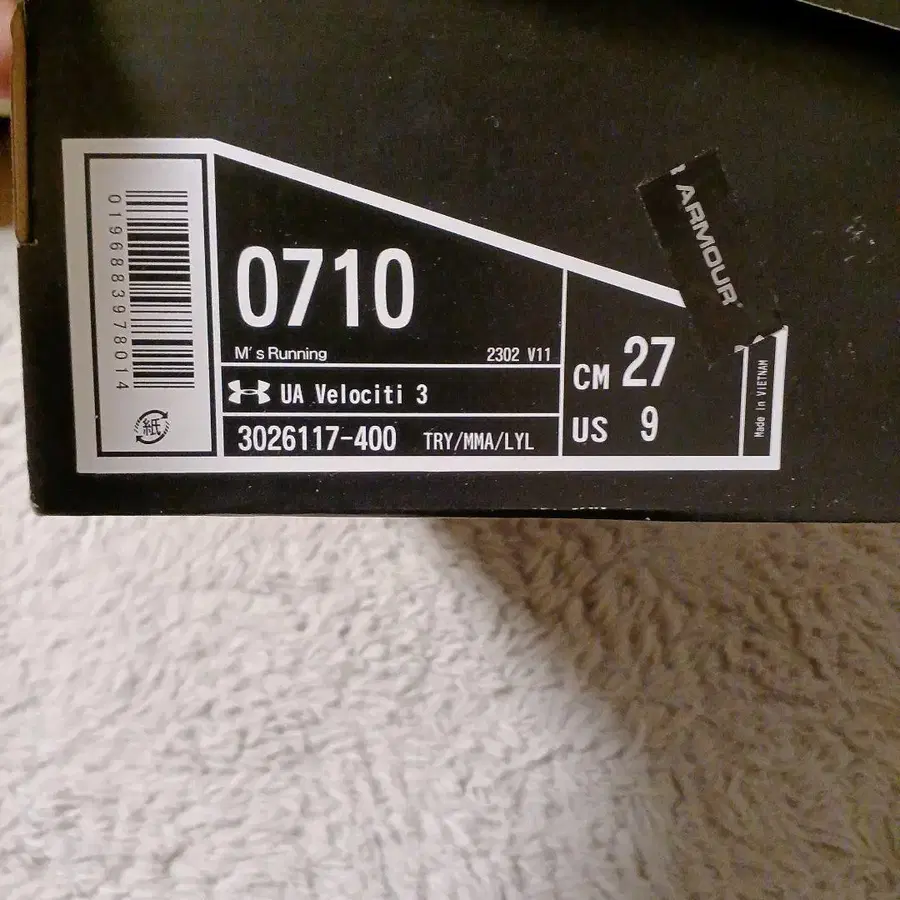 0196883978014
紙
0710
M's Running 2302 V11
UA Velociti 3
3026117-400 TRY/MMA/LYL
CM 27
US 9
Made in VIETNAM
ARMOUR